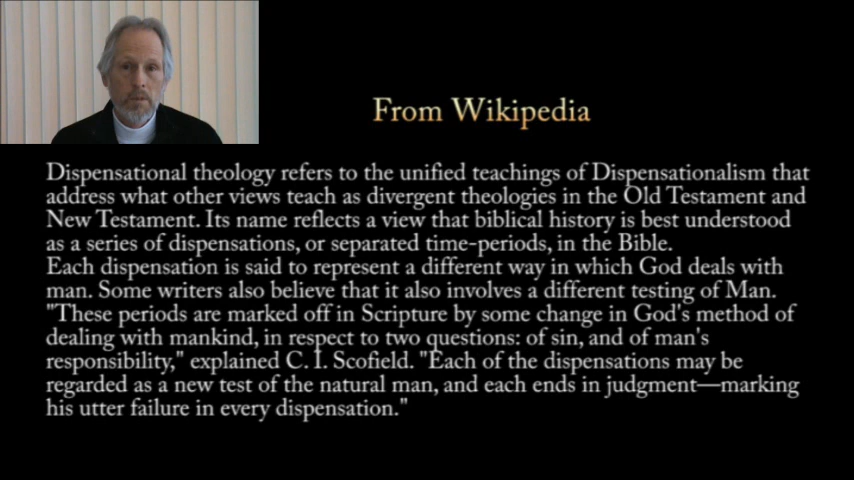 From Wikipedia
Dispensational theology refers to the unified teachings of Dispensationalism that
address what other views teach as divergent theologies in the Old Testament and
New Testament. Its name reflects a view that biblical history is best understood
as a series of dispensations, or separated time-periods, in the Bible.
Each dispensation is said to represent a different way in which God deals with
man. Some writers also believe that it also involves a different testing of Man.
"These periods are marked off in Scripture by some change in God's method of
dealing with mankind, in respect to two questions: of sin, and of man's
responsibility," explained C. I. Scofield. "Each of the dispensations may be
regarded as a new test of the natural man, and each ends in judgment—marking
his utter failure in every dispensation."